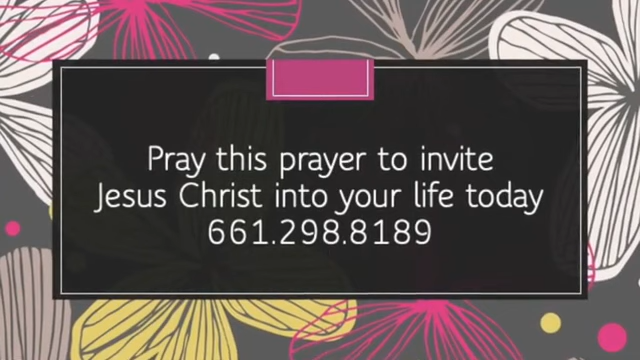 Pray this prayer to invite
Jesus Christ into your life today
661.298.8189